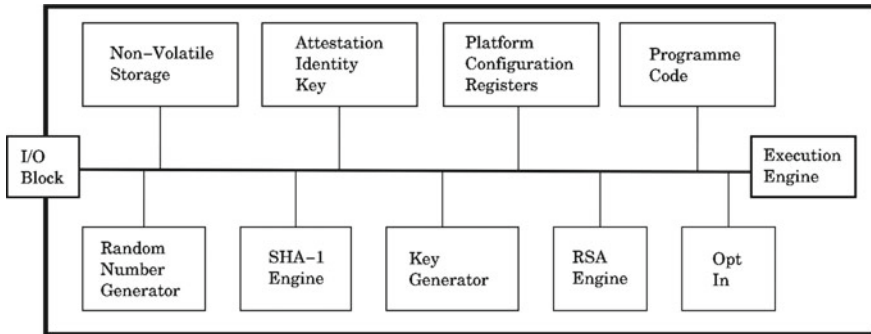 Non–Volatile
Storage
Attestation
Identity
Key
Platform
Configuration
Registers
Programme
Code
I/O
Block
Execution
Engine
Random
Number
Generator
SHA–1
Engine
Key
Generator
RSA
Engine
Opt
In